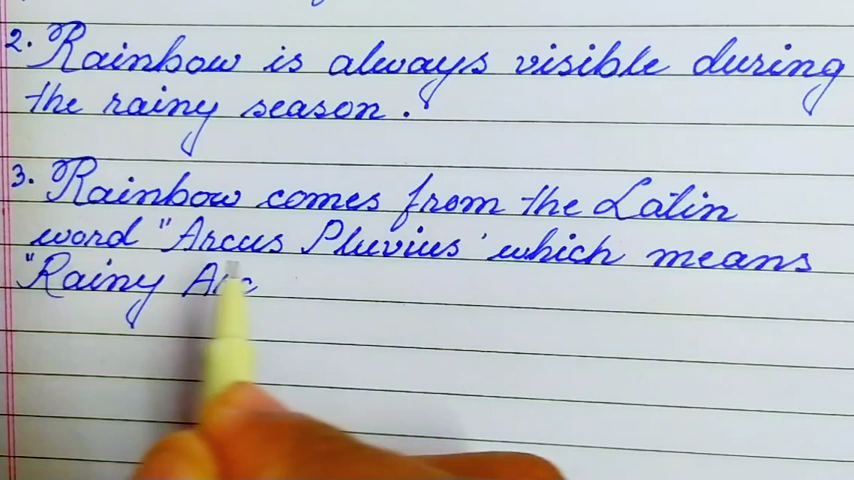 2. Rainbow is always visible during
the rainy season.
3. Rainbow comes from the Latin
word "Arcus Pluvius' which means
"Rainy Arc